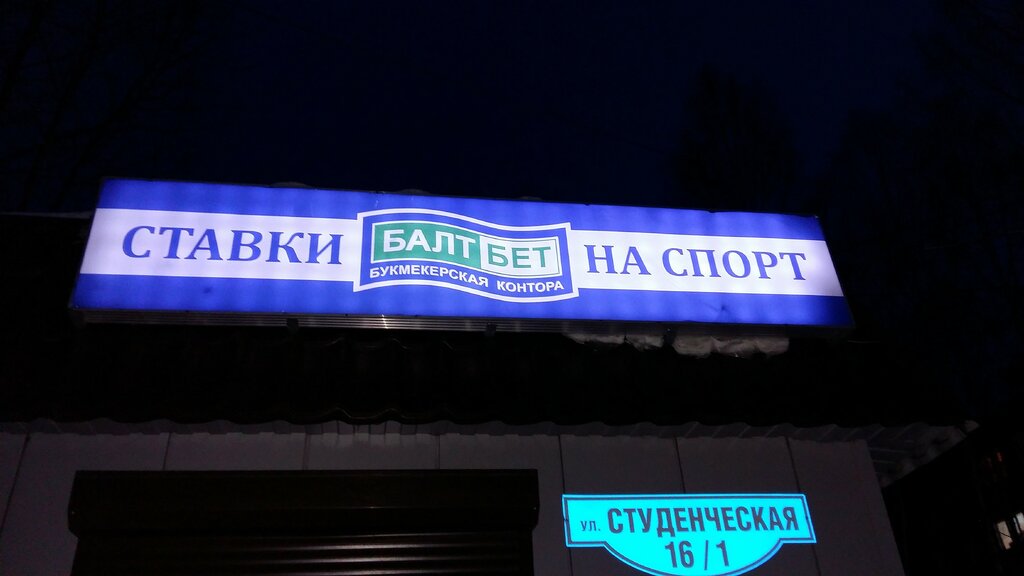 СТАВКИ БАЛТ БЕТ НА СПОРТ
БУКМЕКЕРСКАЯ КОНТОРА
ул. СТУДЕНЧЕСКАЯ
16/1